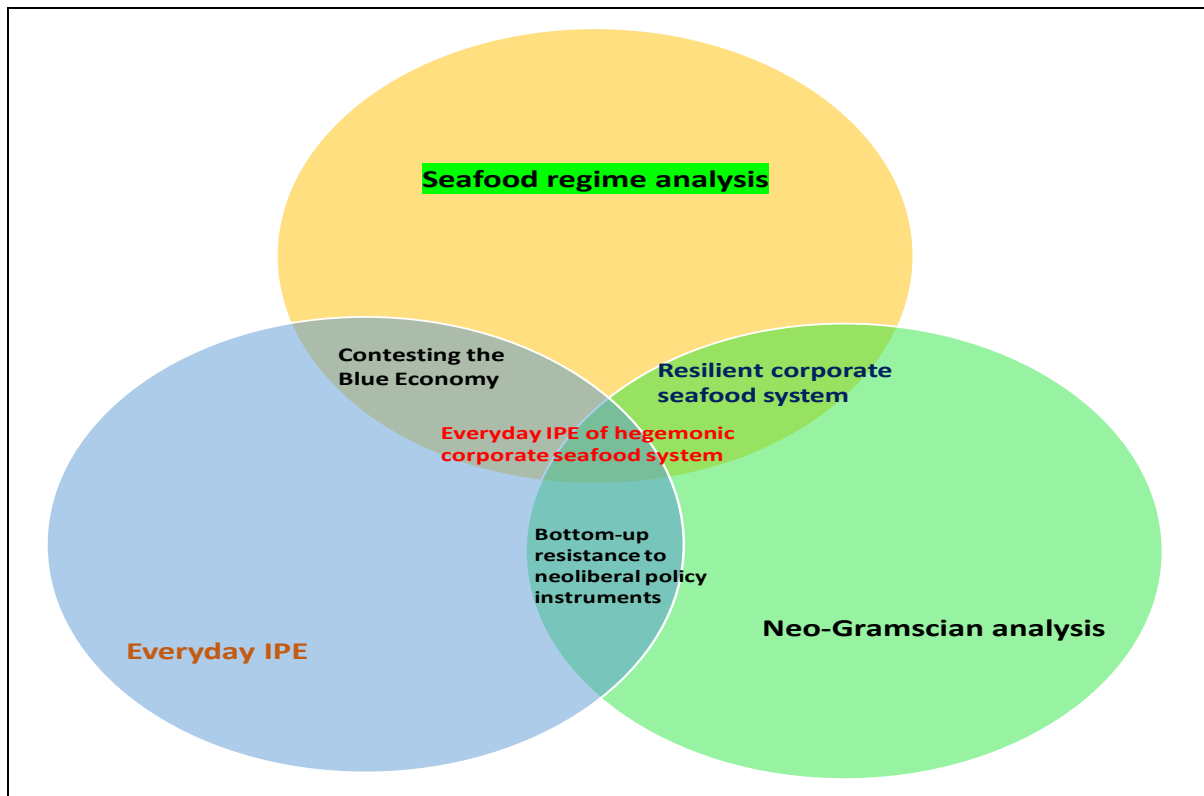 Seafood regime analysis
Contesting the
Blue Economy
Resilient corporate
seafood system
Everyday IPE of hegemonic
corporate seafood system
Bottom-up
resistance to
neoliberal policy
instruments
Neo-Gramscian analysis
Everyday IPE